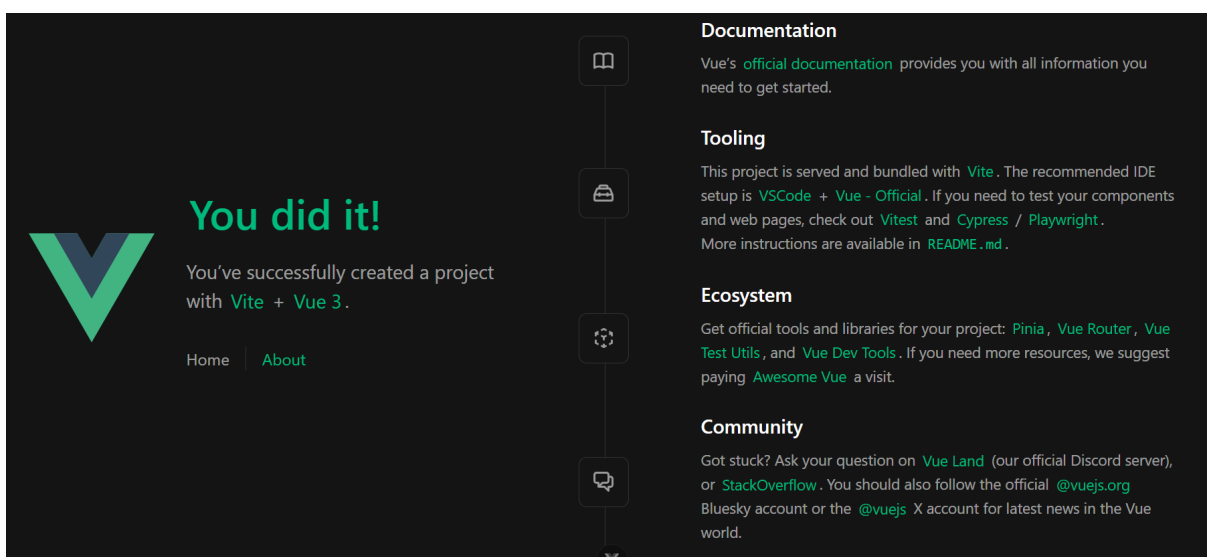 You did it!
You've successfully created a project
with Vite + Vue 3.
Home
About
Documentation
Vue's official documentation provides you with all information you
need to get started.
Tooling
This project is served and bundled with Vite. The recommended IDE
setup is VSCode + Vue - Official. If you need to test your components
and web pages, check out Vitest and Cypress / Playwright.
More instructions are available in README.md.
Ecosystem
Get official tools and libraries for your project: Pinia, Vue Router, Vue
Test Utils, and Vue Dev Tools. If you need more resources, we suggest
paying Awesome Vue a visit.
Community
Got stuck? Ask your question on Vue Land (our official Discord server),
or StackOverflow. You should also follow the official @vuejs.org
Bluesky account or the @vuejs X account for latest news in the Vue
world.